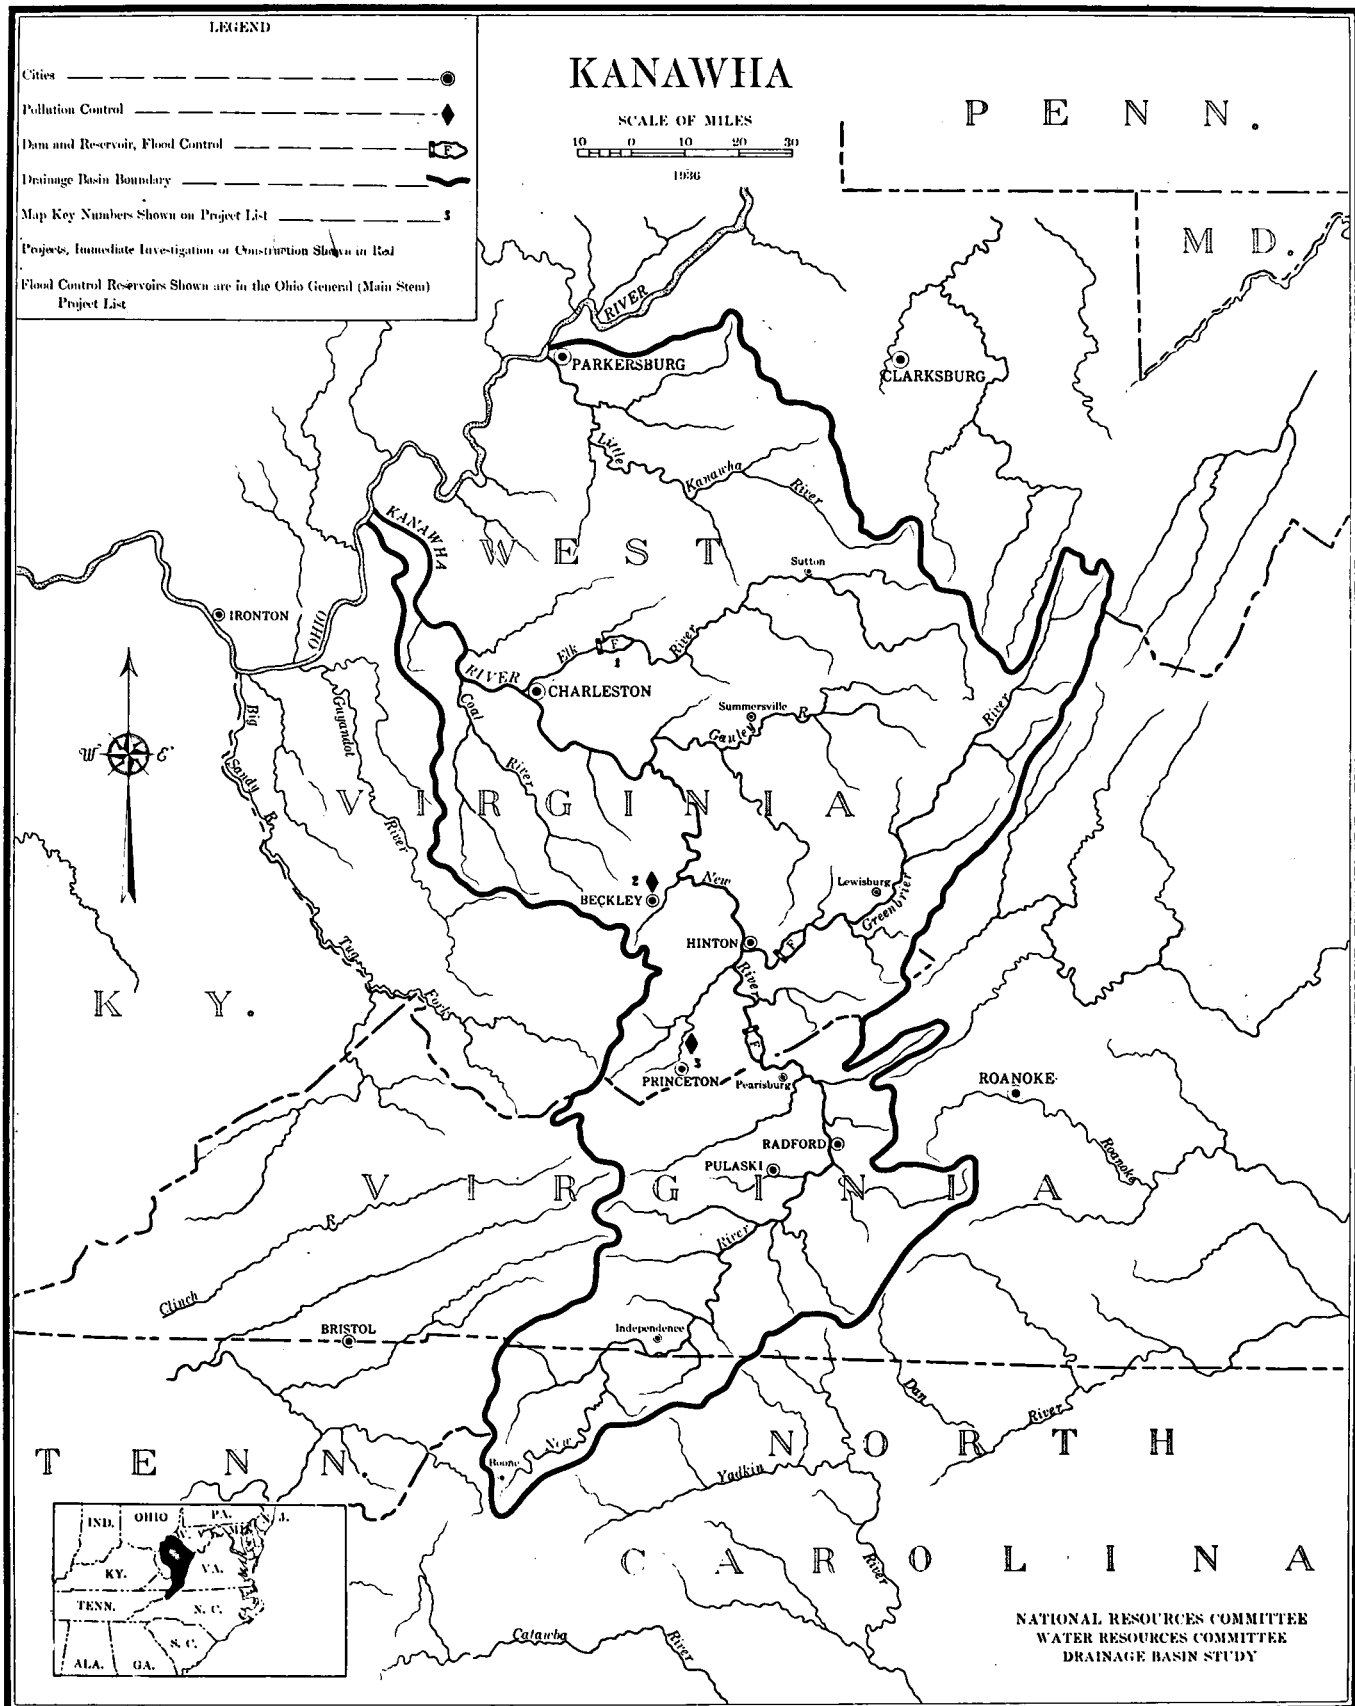 LEGEND
Cities
Pollution Control
Dam and Reservoir, Flood Control
F
Drainage Basin Boundary
Map Key Numbers Shown on Project List
3
Projects, Immediate Investigation or Construction Shown in Red
Flood Control Reservoirs Shown are in the Ohio General (Main Stem)
Project List
KANAWHA
SCALE OF MILES
10 0 10 20 30
1936
PENN.
MD.
RIVER
PARKERSBURG
CLARKSBURG
Little
Kanawha
River
KANAWHA
WEST
Sutton
IRONTON
OHIO
Elk
F
1
River
RIVER
CHARLESTON
Coal
River
Summersville
Gauley R.
River
Big
Sandy
R.
Guyandot
River
W
E
VIRGINIA
2
BECKLEY
New
Lewisburg
Greenbrier
HINTON
F
River
Tug
Fork
KY.
F
3
PRINCETON
Pearisburg
ROANOKE
Roanoke
RADFORD
PULASKI
VIRGINIA
R.
River
Clinch
BRISTOL
Independence
Dan
River
New
Boone
TENN.
NORTH
Yadkin
River
CAROLINA
Catawba
River
IND.
OHIO
PA.
N. J.
KY.
VA.
TENN.
N. C.
S. C.
ALA.
GA.
NATIONAL RESOURCES COMMITTEE
WATER RESOURCES COMMITTEE
DRAINAGE BASIN STUDY